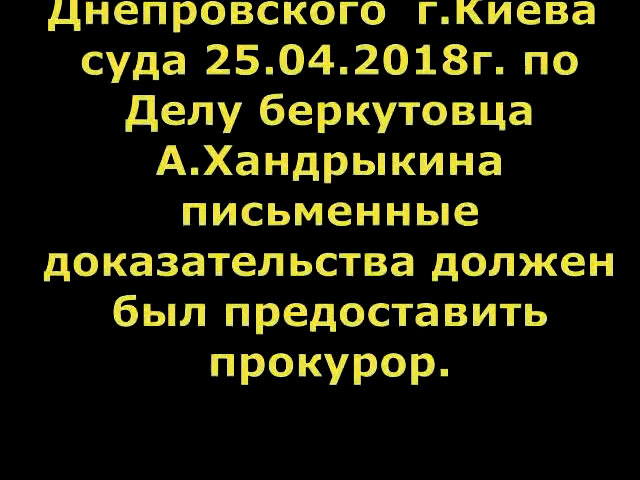 Днепровского г.Киева
суда 25.04.2018г. по
Делу беркутовца
А.Хандрыкина
письменные
доказательства должен
был предоставить
прокурор.